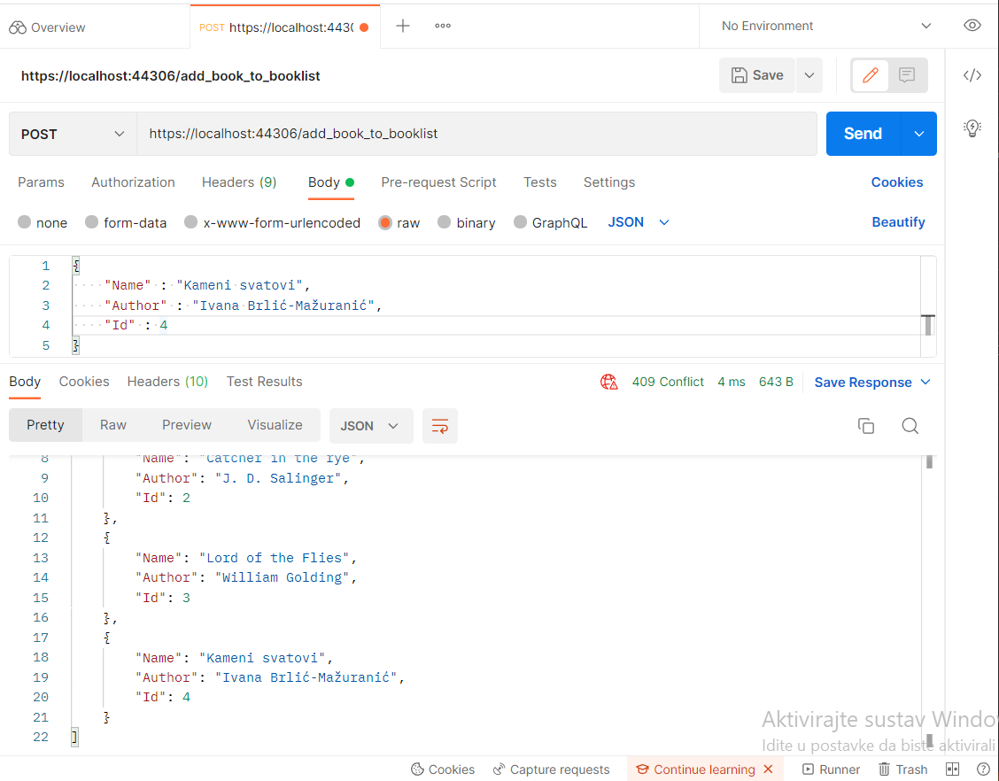 Overview
POST https://localhost:4430
No Environment
https://localhost:44306/add_book_to_booklist
Save
POST
https://localhost:44306/add_book_to_booklist
Send
Params Authorization Headers (9) Body Pre-request Script Tests Settings Cookies
none form-data x-www-form-urlencoded raw binary GraphQL JSON Beautify
1 {
2 "Name" : "Kameni svatovi",
3 "Author" : "Ivana Brlić-Mažuranić",
4 "Id" : 4
5 }
Body Cookies Headers (10) Test Results 409 Conflict 4 ms 643 B Save Response
Pretty Raw Preview Visualize JSON
8 "Name": "Catcher in the rye",
9 "Author": "J. D. Salinger",
10 "Id": 2
11 },
12 {
13 "Name": "Lord of the Flies",
14 "Author": "William Golding",
15 "Id": 3
16 },
17 {
18 "Name": "Kameni svatovi",
19 "Author": "Ivana Brlić-Mažuranić",
20 "Id": 4
21 }
22 ]
Aktivirajte sustav Windo
Idite u postavke da biste aktivirali
Cookies Capture requests Continue learning Runner Trash